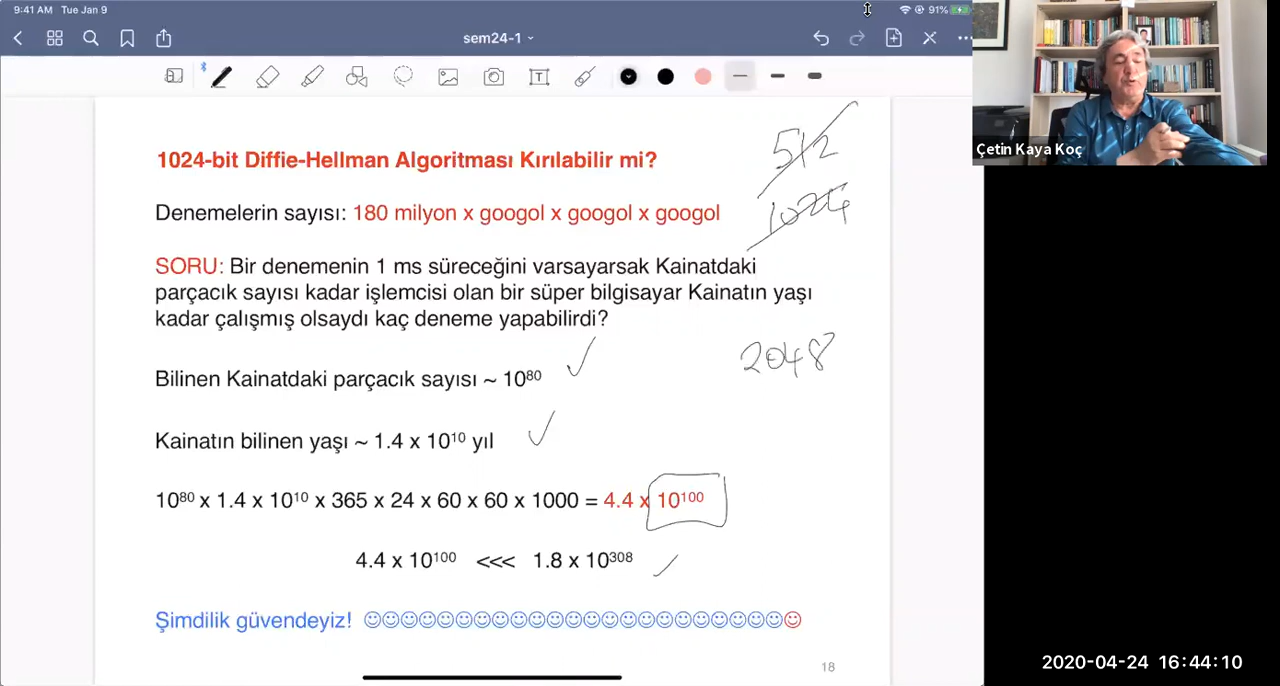 9:41 AM Tue Jan 9
91%
sem24-1
T
Çetin Kaya Koç
512
1024-bit Diffie-Hellman Algoritması Kırılabilir mi?
1024
Denemelerin sayısı: 180 milyon x googol x googol x googol
SORU: Bir denemenin 1 ms süreceğini varsayarsak Kainatdaki
parçacık sayısı kadar işlemcisi olan bir süper bilgisayar Kainatın yaşı
kadar çalışmış olsaydı kaç deneme yapabilirdi?
2048
Bilinen Kainatdaki parçacık sayısı ~ 10⁸⁰
Kainatın bilinen yaşı ~ 1.4 x 10¹⁰ yıl
10⁸⁰ x 1.4 x 10¹⁰ x 365 x 24 x 60 x 60 x 1000 = 4.4 x 10¹⁰⁰
4.4 x 10¹⁰⁰ <<< 1.8 x 10³⁰⁸
Şimdilik güvendeyiz! ☺☺☺☺☺☺☺☺☺☺☺☺☺☺☺☺☺☺☺☺☺☺☺☺
18
2020-04-24 16:44:10